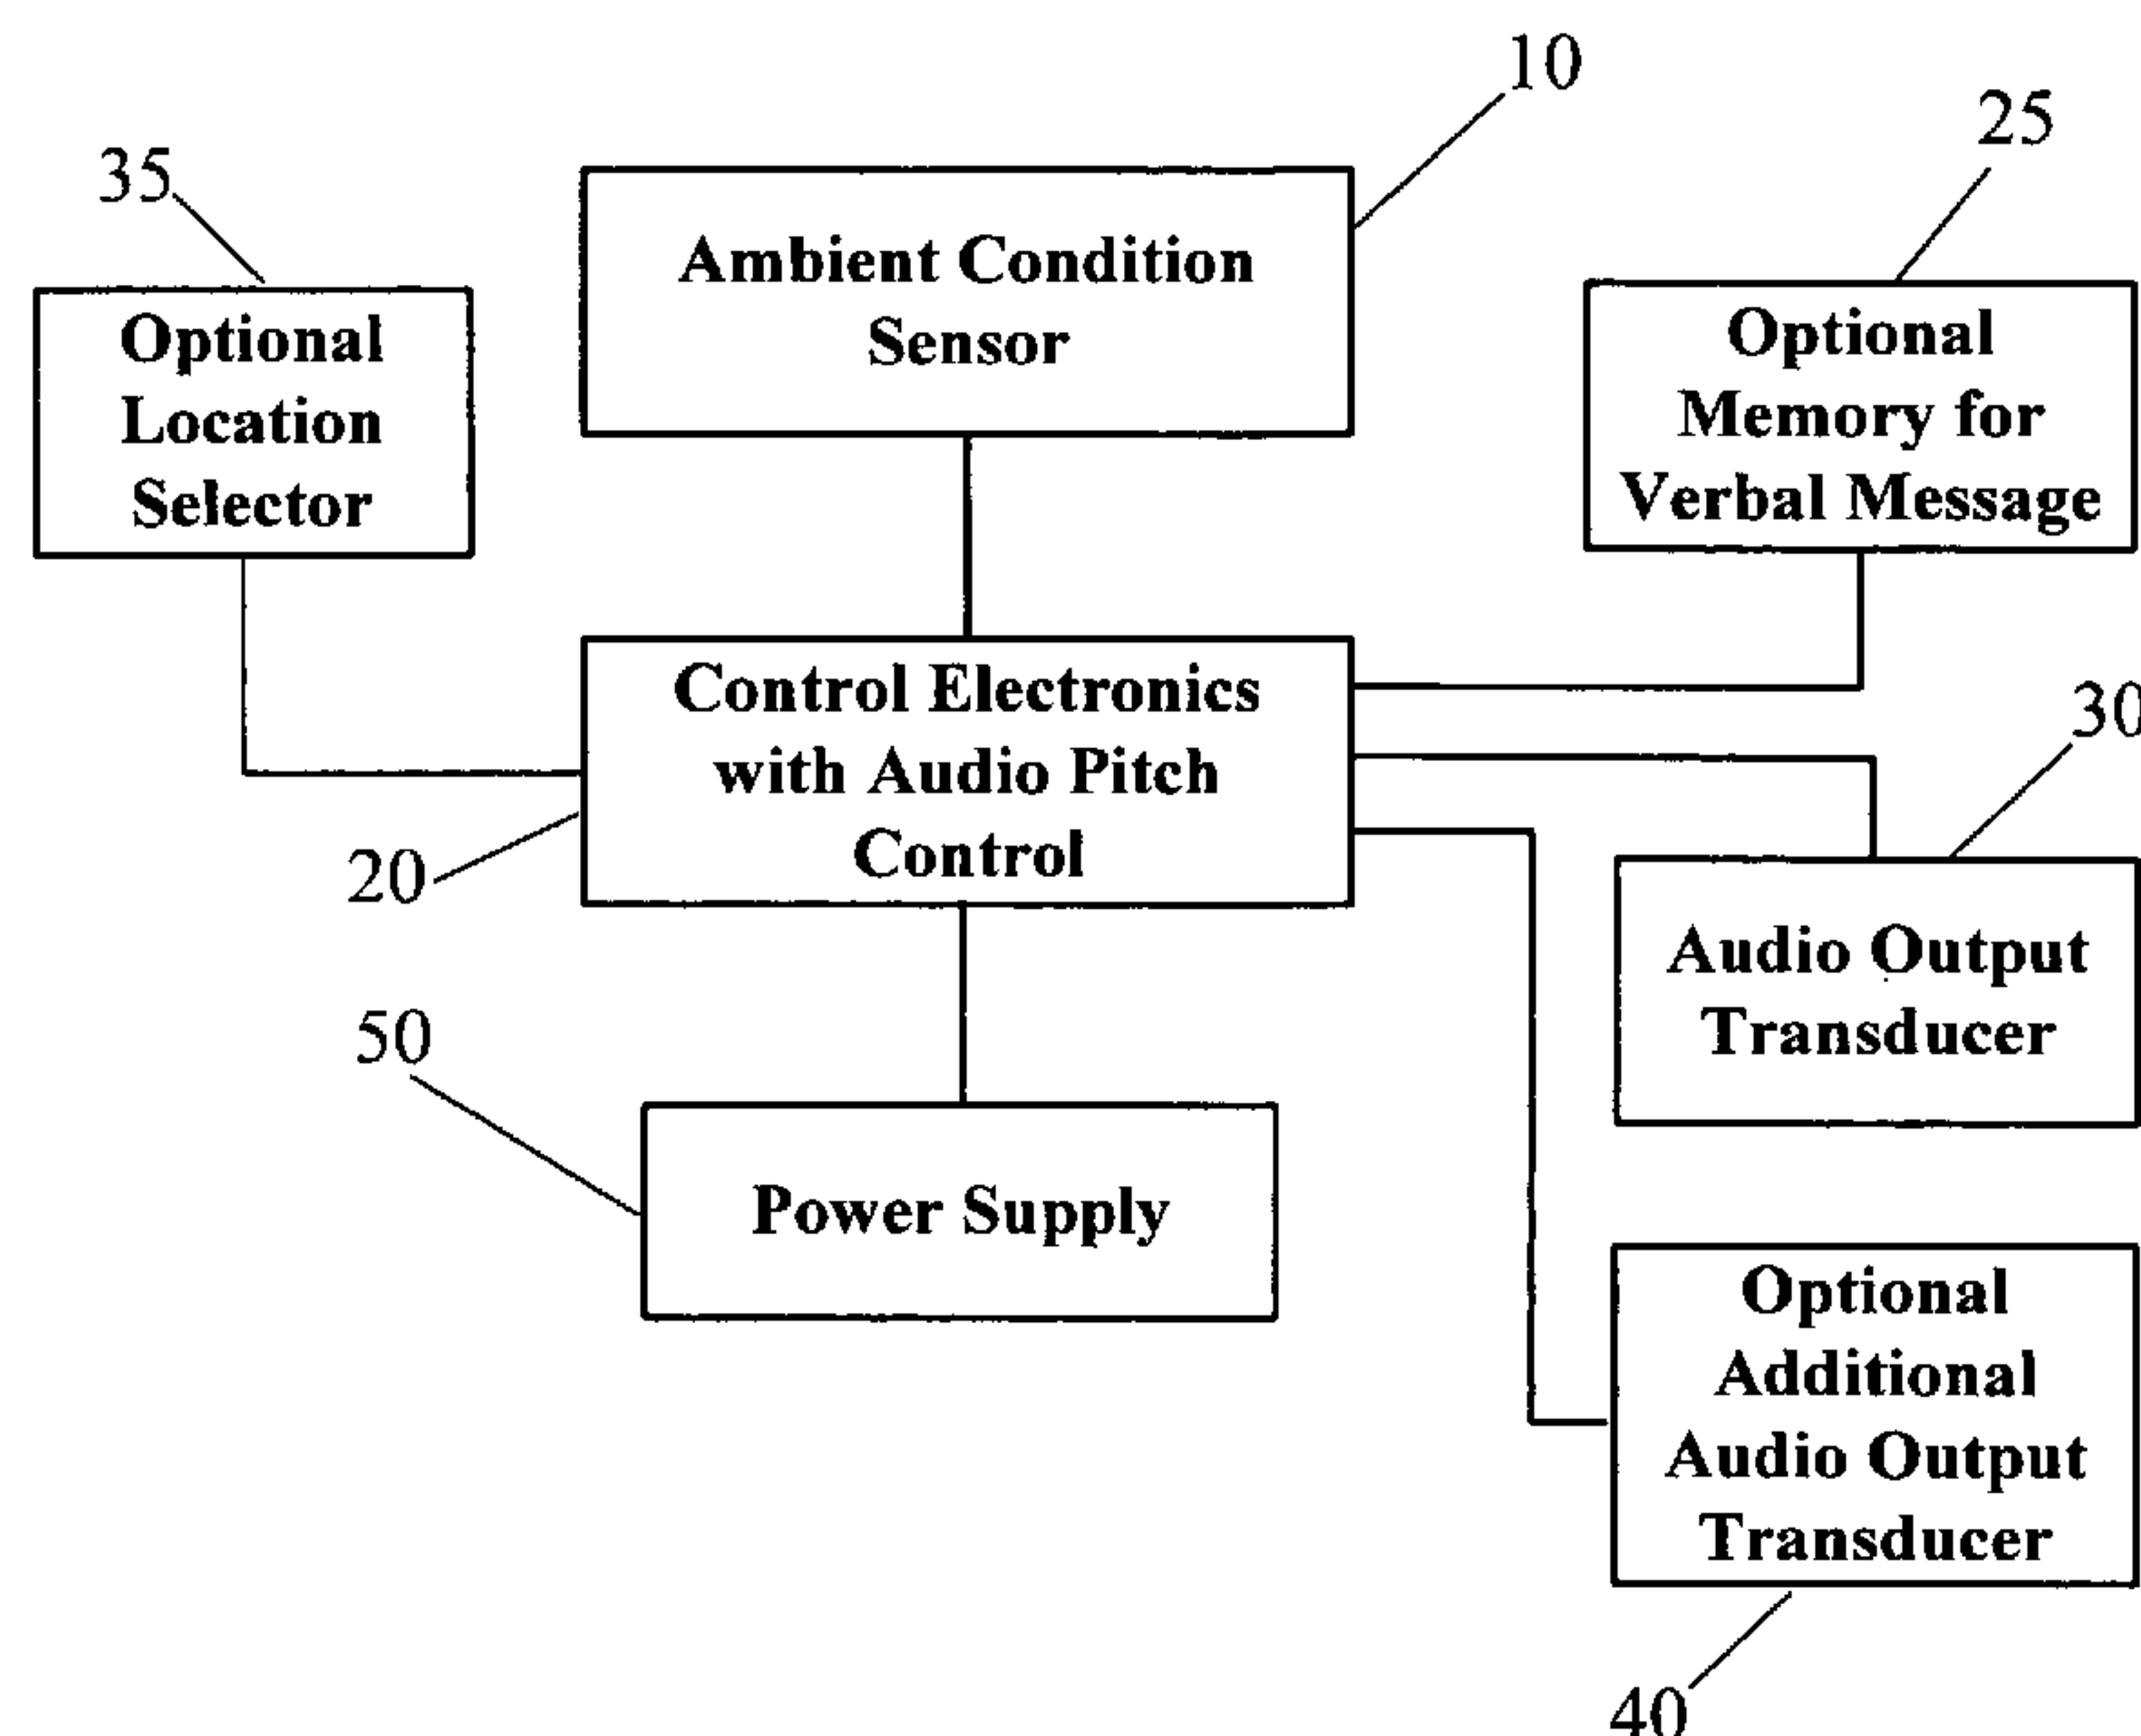 10
25
35
Ambient Condition
Sensor
Optional
Location
Selector
Optional
Memory for
Verbal Message
Control Electronics
with Audio Pitch
Control
20
30
Audio Output
Transducer
50
Power Supply
Optional
Additional
Audio Output
Transducer
40